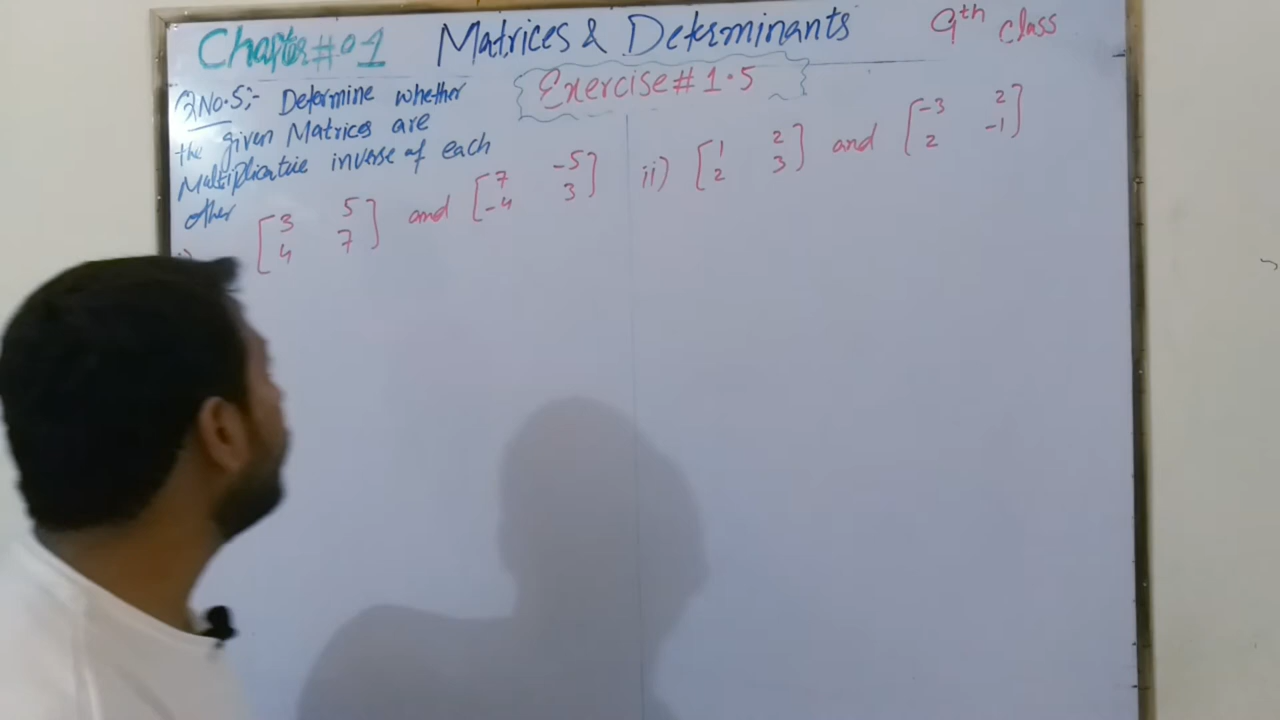 Chapter # 01 Matrices & Determinants 9th class
Exercise # 1.5
QNo.5:- Determine whether
the given Matrices are
Multiplicative inverse of each
other
[3 5
4 7] and [7 -5
-4 3]
ii) [1 2
2 3] and [-3 2
2 -1]